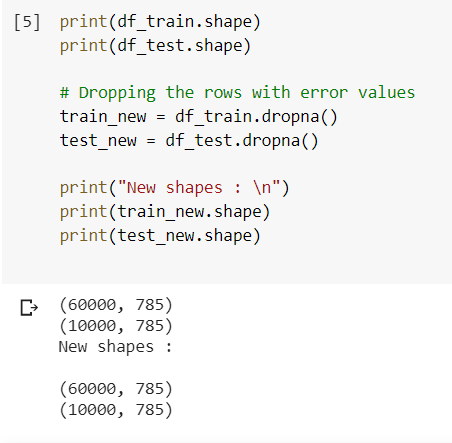 [5] print(df_train.shape)
print(df_test.shape)
# Dropping the rows with error values
train_new = df_train.dropna()
test_new = df_test.dropna()
print("New shapes : \n")
print(train_new.shape)
print(test_new.shape)
(60000, 785)
(10000, 785)
New shapes :
(60000, 785)
(10000, 785)